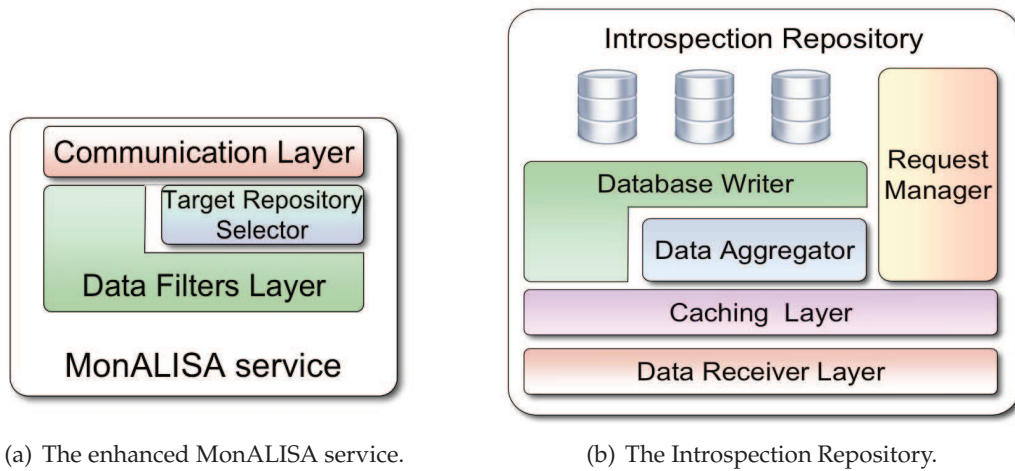 Communication Layer
Target Repository
Selector
Data Filters Layer
MonALISA service
(a) The enhanced MonALISA service.
Introspection Repository
Request
Manager
Database Writer
Data Aggregator
Caching Layer
Data Receiver Layer
(b) The Introspection Repository.